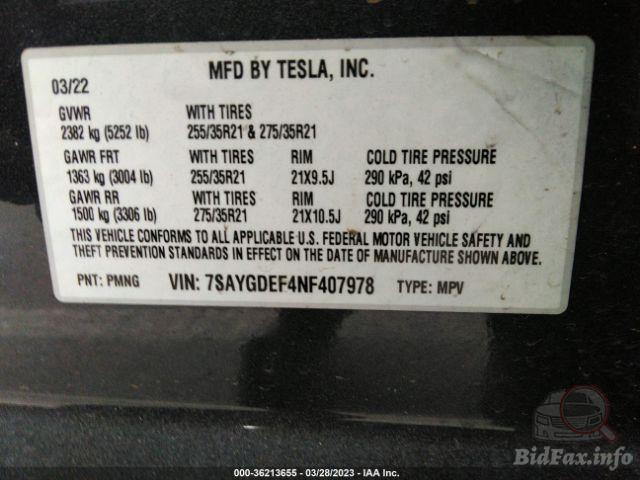 MFD BY TESLA, INC.
03/22
GVWR WITH TIRES
2382 kg (5252 lb) 255/35R21 & 275/35R21
GAWR FRT WITH TIRES RIM COLD TIRE PRESSURE
1363 kg (3004 lb) 255/35R21 21X9.5J 290 kPa, 42 psi
GAWR RR WITH TIRES RIM COLD TIRE PRESSURE
1500 kg (3306 lb) 275/35R21 21X10.5J 290 kPa, 42 psi
THIS VEHICLE CONFORMS TO ALL APPLICABLE U.S. FEDERAL MOTOR VEHICLE SAFETY AND
THEFT PREVENTION STANDARDS IN EFFECT ON THE DATE OF MANUFACTURE SHOWN ABOVE.
PNT: PMNG VIN: 7SAYGDEF4NF407978 TYPE: MPV
BidFax.info
000-36213655 - 03/28/2023 - IAA Inc.